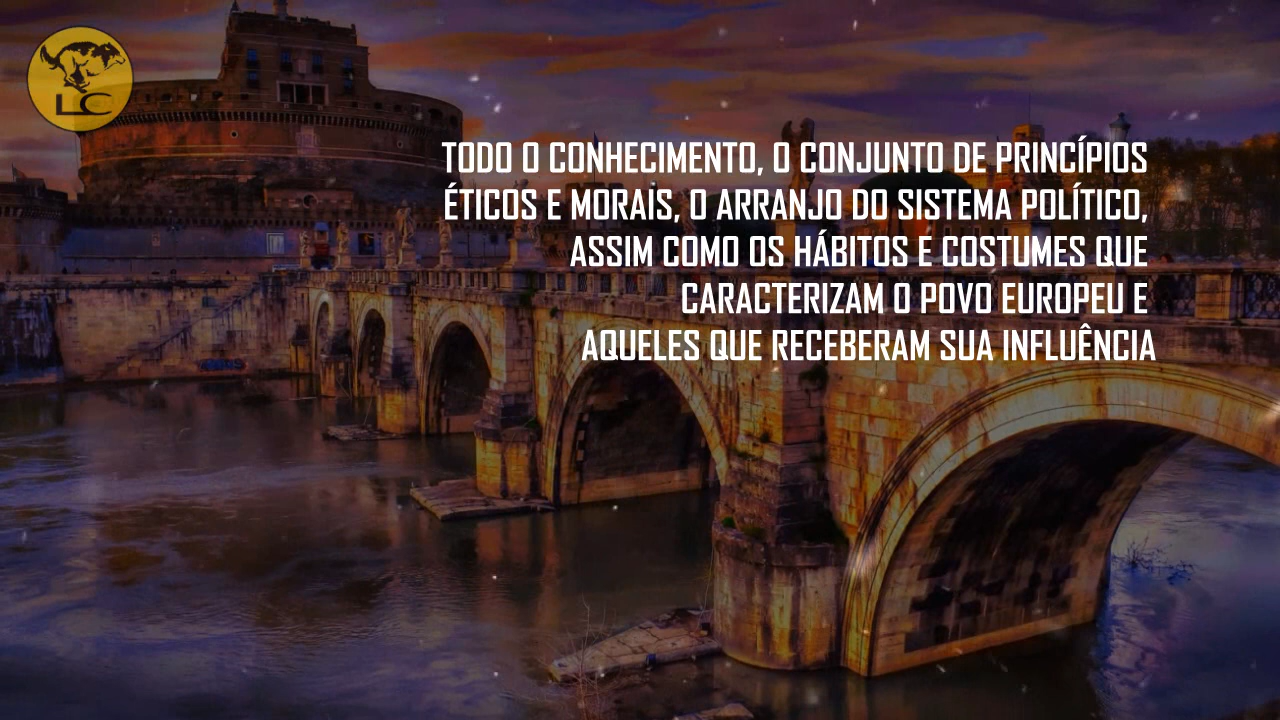 LC
TODO O CONHECIMENTO, O CONJUNTO DE PRINCÍPIOS
ÉTICOS E MORAIS, O ARRANJO DO SISTEMA POLÍTICO,
ASSIM COMO OS HÁBITOS E COSTUMES QUE
CARACTERIZAM O POVO EUROPEU E
AQUELES QUE RECEBERAM SUA INFLUÊNCIA